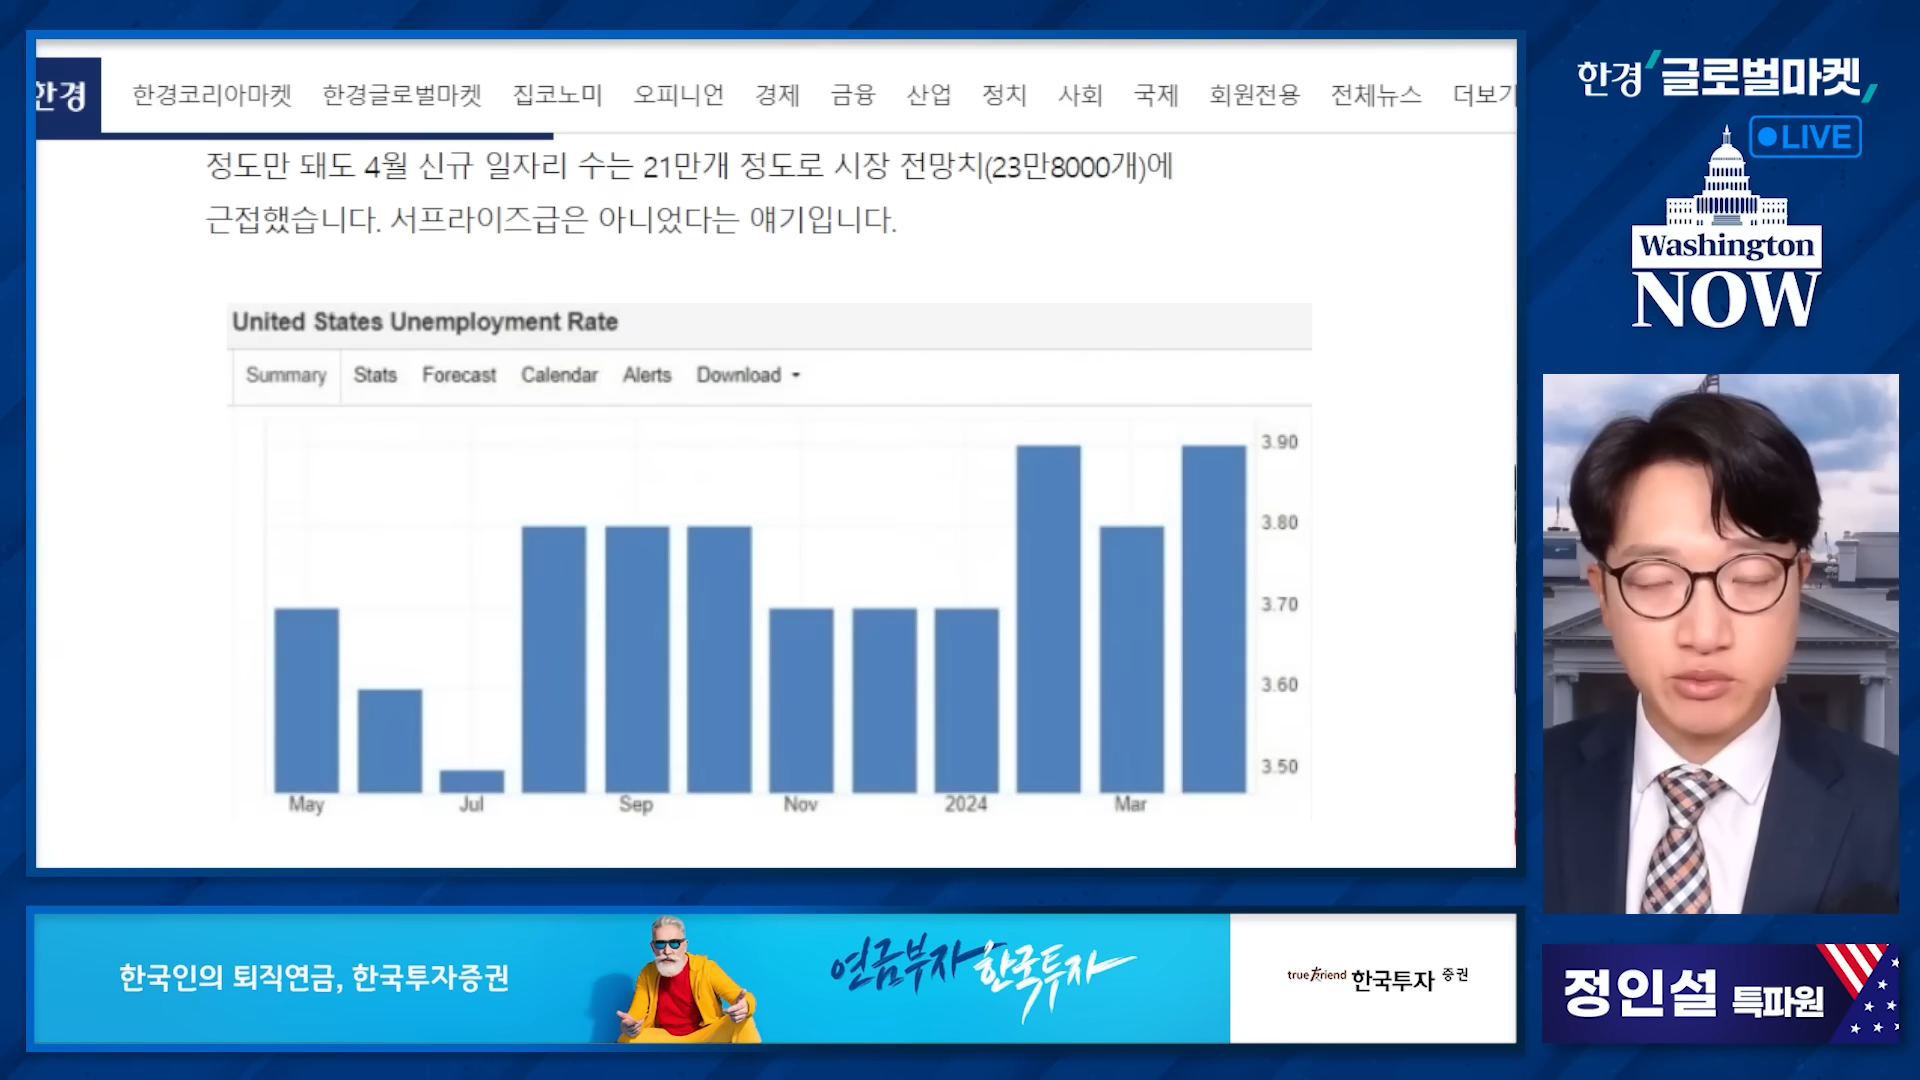 한경
한경코리아마켓 한경글로벌마켓 집코노미 오피니언 경제 금융 산업 정치 사회 국제 회원전용 전체뉴스 더보기
정도만 돼도 4월 신규 일자리 수는 21만개 정도로 시장 전망치(23만8000개)에
근접했습니다. 서프라이즈급은 아니었다는 얘기입니다.
United States Unemployment Rate
Summary Stats Forecast Calendar Alerts Download
3.90
3.80
3.70
3.60
3.50
May Jul Sep Nov 2024 Mar
한경 글로벌마켓
LIVE
Washington
NOW
정인설 특파원
한국인의 퇴직연금, 한국투자증권
연금부자 한국투자
true friend 한국투자 증권